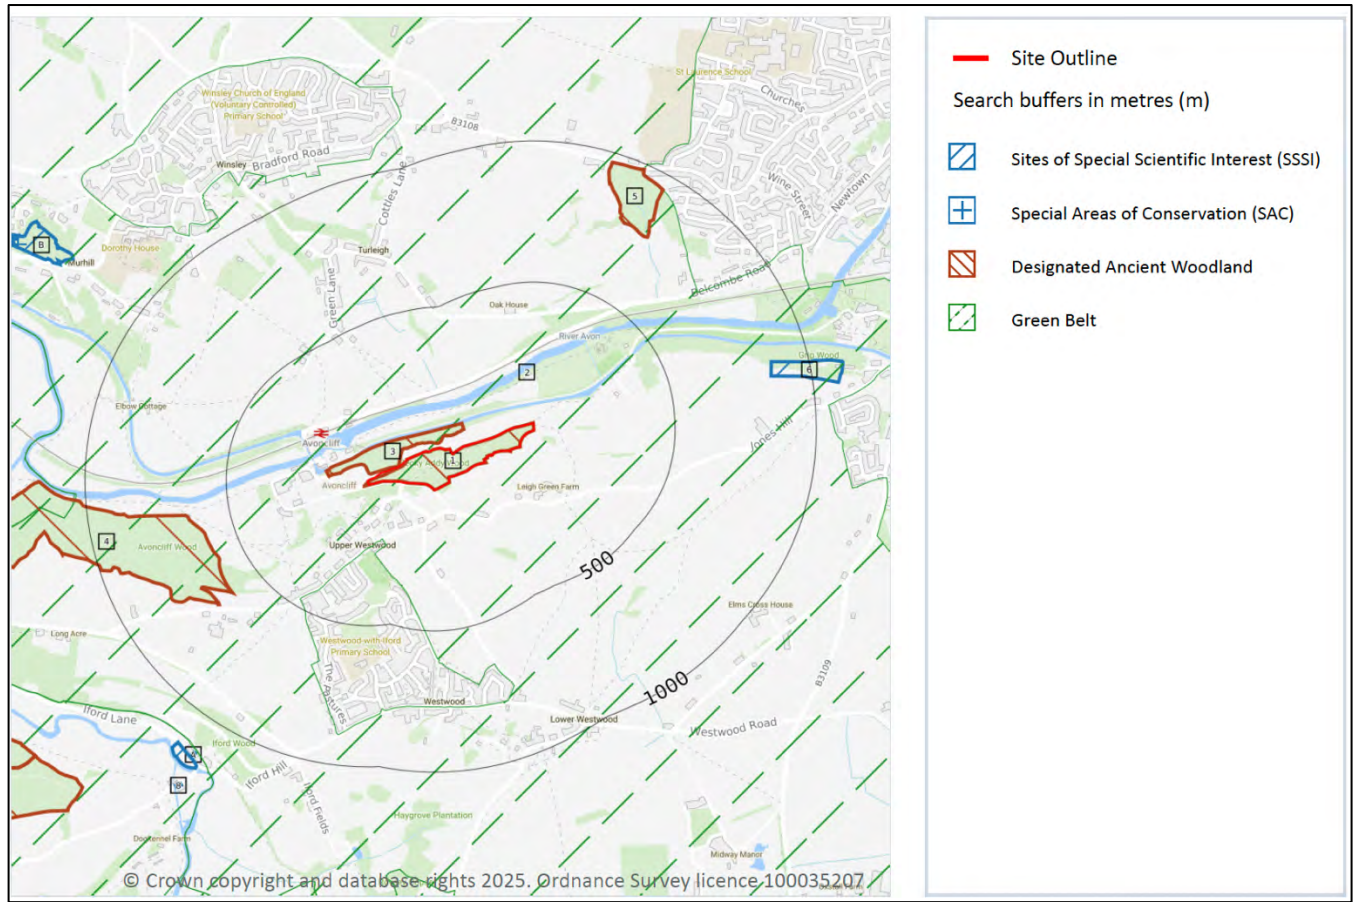 St Laurence School
Churches
Winsley Church of England
(Voluntary Controlled)
Primary School
B3108
Bradford Road
Winsley
Cottles Lane
Wine Street
Newtown
5
B
Dorothy House
Murhill
Turleigh
Green Lane
Belcombe Road
Oak House
River Avon
2
Grip Wood
6
Elbow Cottage
Avoncliff
Jones Hill
3
1
Avoncliff
Leigh Green Farm
4
Avoncliff Wood
Upper Westwood
500
Elms Cross House
Long Acre
Westwood-with-Iford
Primary School
B3109
The Pastures
1000
Westwood
Iford Lane
Lower Westwood
Westwood Road
Iford Wood
8
Iford Hill
Iford Fields
Haygrove Plantation
Dogkennel Farm
Midway Manor
© Crown copyright and database rights 2025. Ordnance Survey licence 100035207
Site Outline
Search buffers in metres (m)
Sites of Special Scientific Interest (SSSI)
Special Areas of Conservation (SAC)
Designated Ancient Woodland
Green Belt